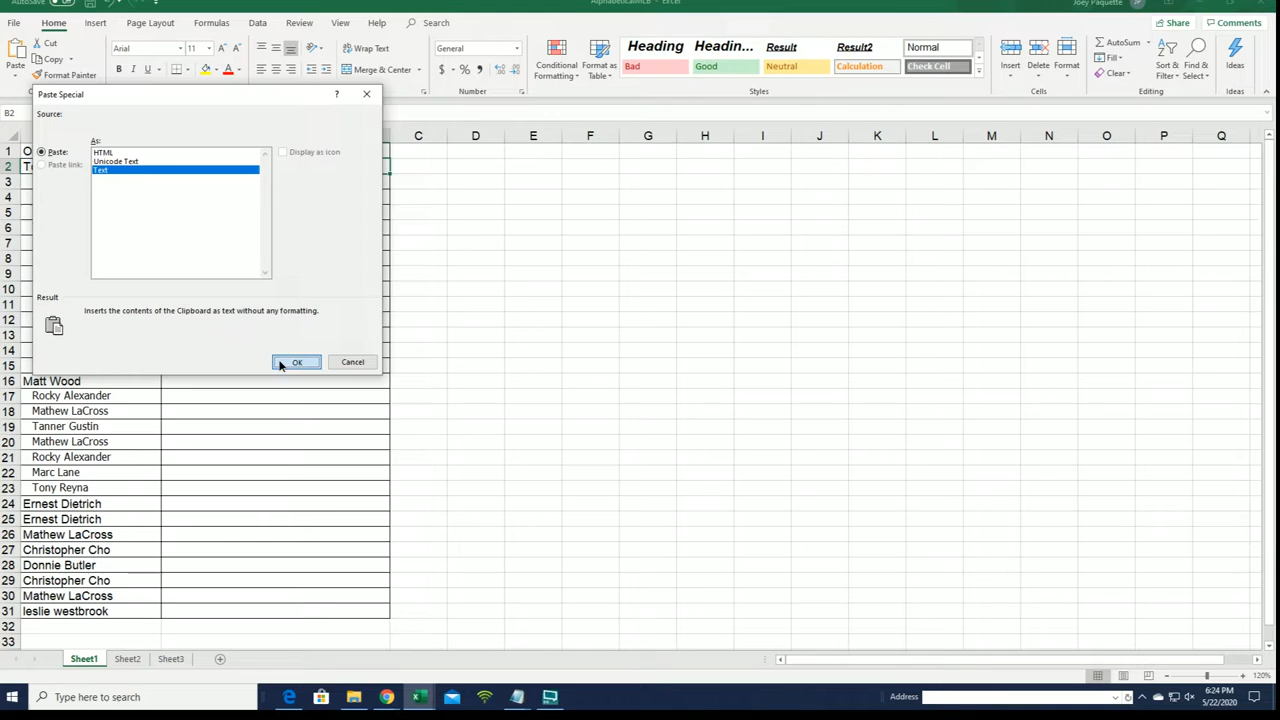 AlphabeticalMLB - Excel
Joey Paquette
JP
File Home Insert Page Layout Formulas Data Review View Help Search
Share Comments
Paste
Cut
Copy
Format Painter
Arial 11
B I U
Wrap Text
Merge & Center
General
$ % 9
Number
Conditional Formatting
Format as Table
Heading Headin... Result Result2 Normal
Bad Good Neutral Calculation Check Cell
Styles
Insert Delete Format
Cells
AutoSum
Fill
Clear
Sort & Filter
Find & Select
Editing
Ideas
Ideas
B2
C D E F G H I J K L M N O P Q
Paste Special
?
Source:
As:
Paste:
Paste link:
HTML
Unicode Text
Text
Display as icon
Result
Inserts the contents of the Clipboard as text without any formatting.
OK Cancel
1
2
3
4
5
6
7
8
9
10
11
12
13
14
15
16 Matt Wood
17 Rocky Alexander
18 Mathew LaCross
19 Tanner Gustin
20 Mathew LaCross
21 Rocky Alexander
22 Marc Lane
23 Tony Reyna
24 Ernest Dietrich
25 Ernest Dietrich
26 Mathew LaCross
27 Christopher Cho
28 Donnie Butler
29 Christopher Cho
30 Mathew LaCross
31 leslie westbrook
32
33
Sheet1 Sheet2 Sheet3
120%
Type here to search
Address
6:24 PM
5/22/2020